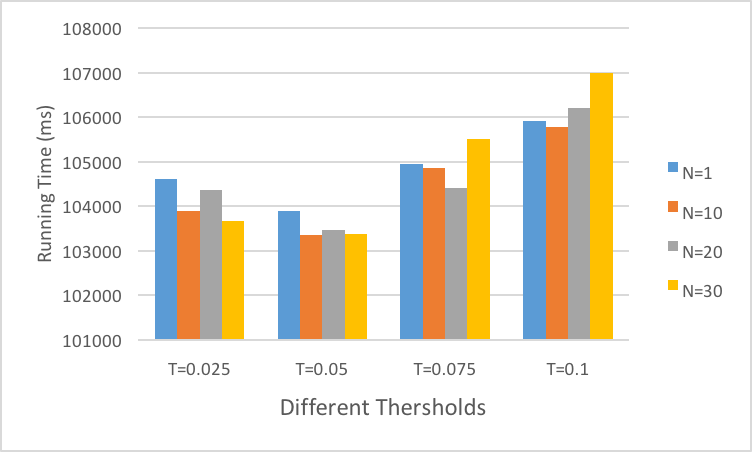 108000
107000
106000
105000
104000
103000
102000
101000
Running Time (ms)
T=0.025
T=0.05
T=0.075
T=0.1
Different Thersholds
N=1
N=10
N=20
N=30